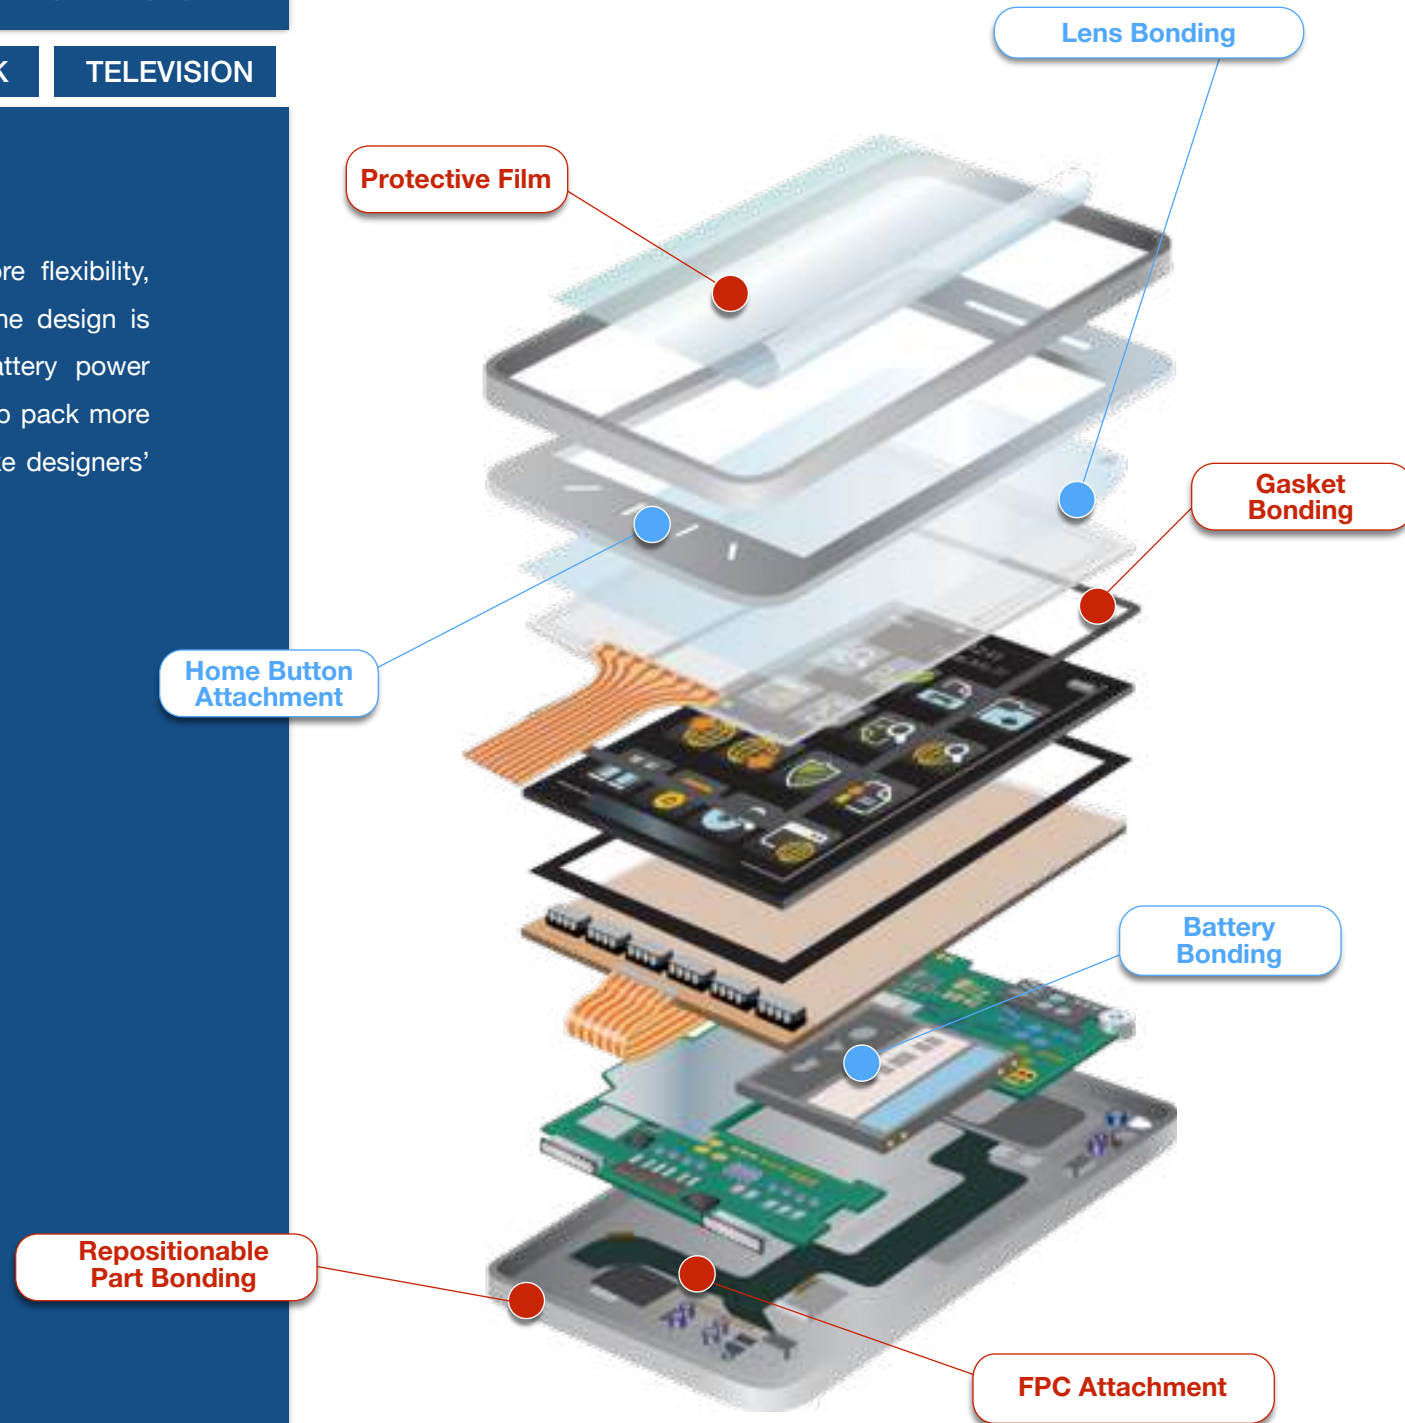 TELEVISION
Lens Bonding
Protective Film
flexibility,
design is
power
pack more
designers’
Gasket
Bonding
Home Button
Attachment
Battery
Bonding
Repositionable
Part Bonding
FPC Attachment